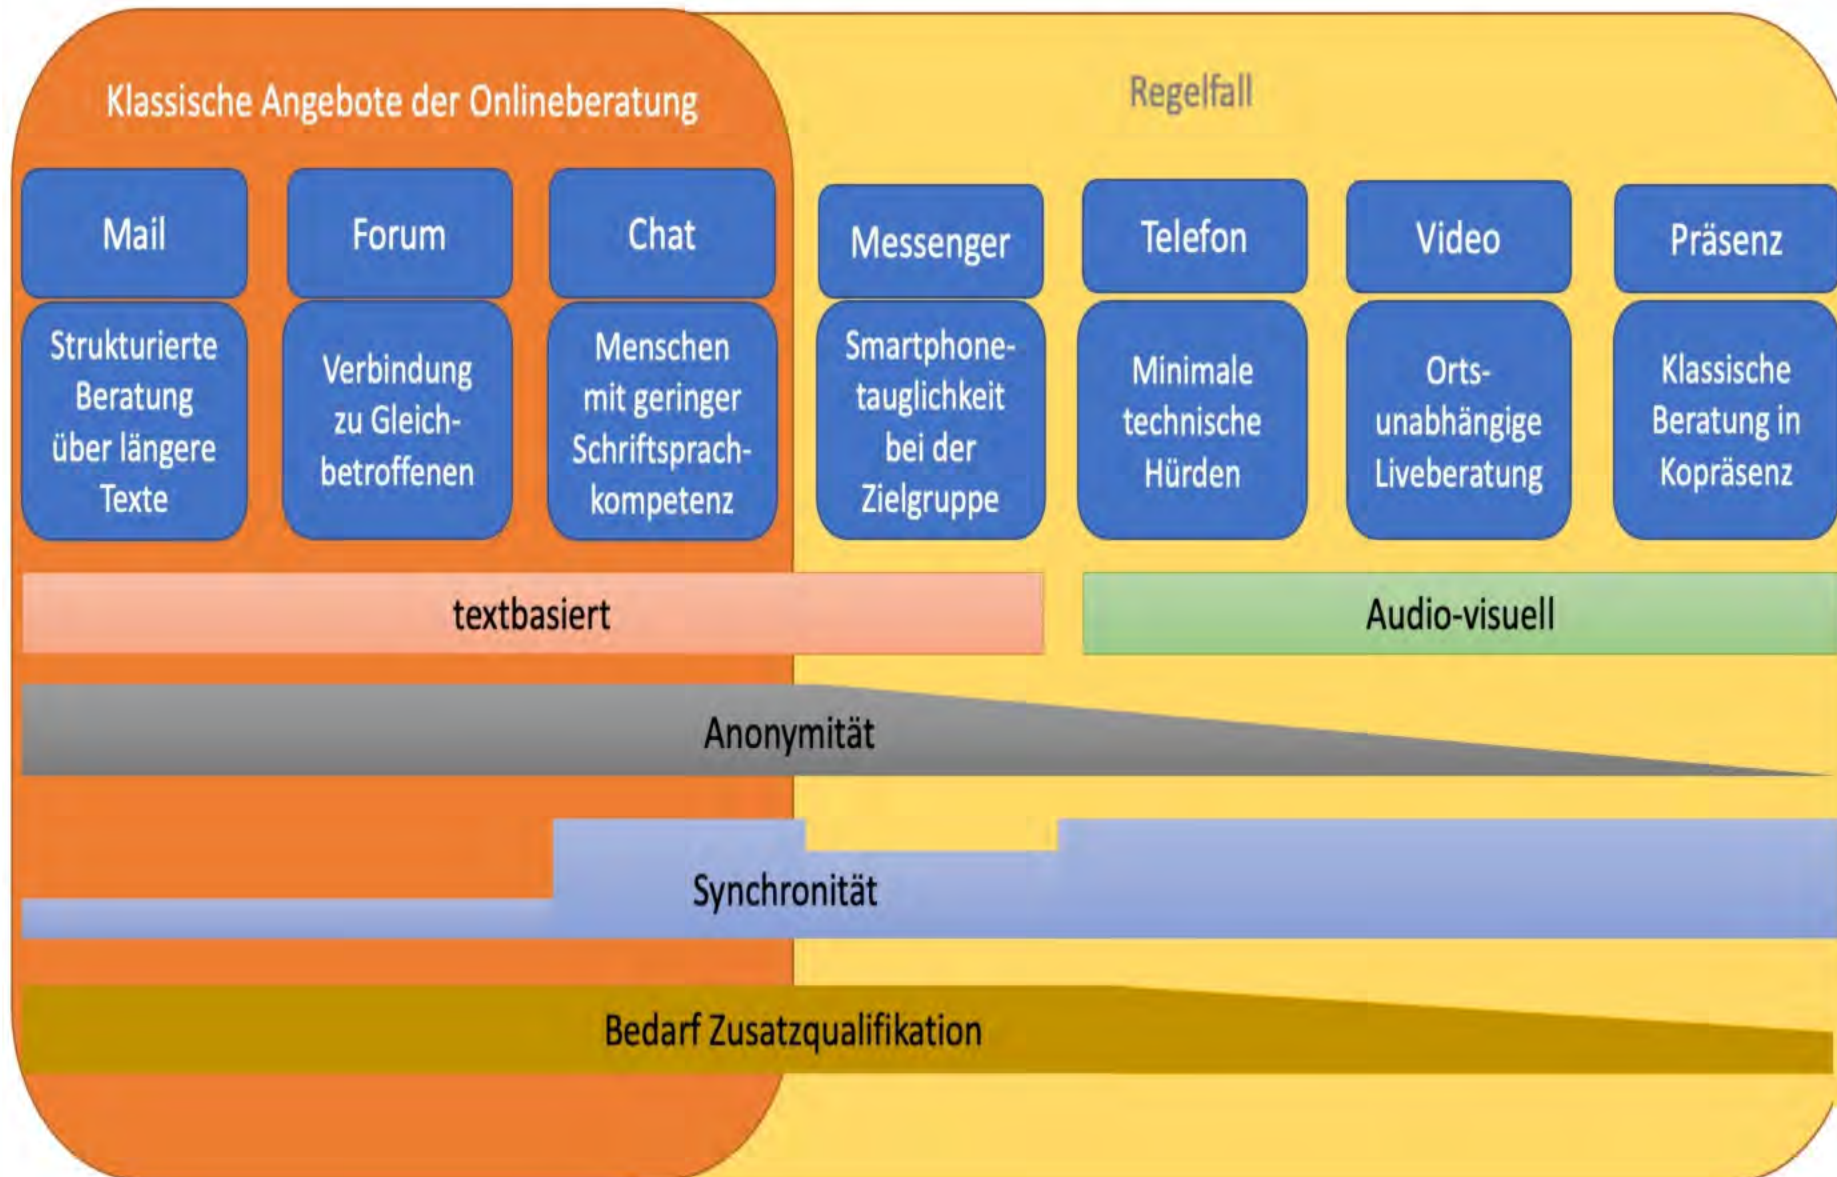 Klassische Angebote der Onlineberatung
Regelfall
Mail
Forum
Chat
Messenger
Telefon
Video
Präsenz
Strukturierte
Beratung
über längere
Texte
Verbindung
zu Gleich-
betroffenen
Menschen
mit geringer
Schriftsprach-
kompetenz
Smartphone-
tauglichkeit
bei der
Zielgruppe
Minimale
technische
Hürden
Orts-
unabhängige
Liveberatung
Klassische
Beratung in
Kopräsenz
textbasiert
Audio-visuell
Anonymität
Synchronität
Bedarf Zusatzqualifikation